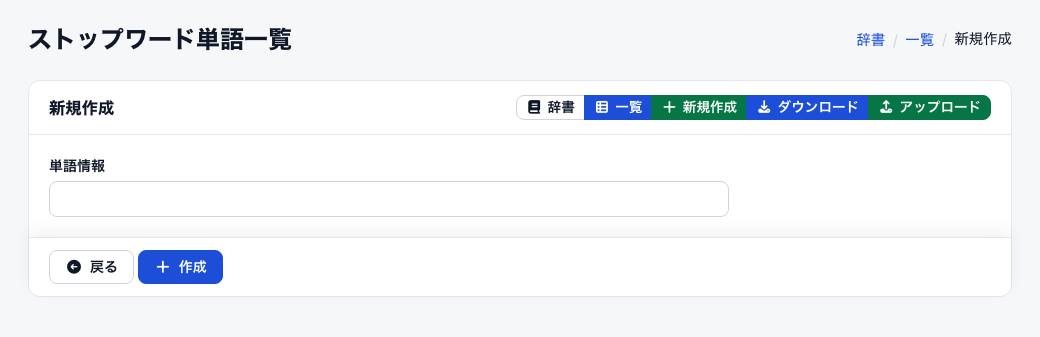 ストップワード単語一覧
辞書 / 一覧 / 新規作成
新規作成
辞書 一覧 新規作成 ダウンロード アップロード
単語情報
戻る 作成